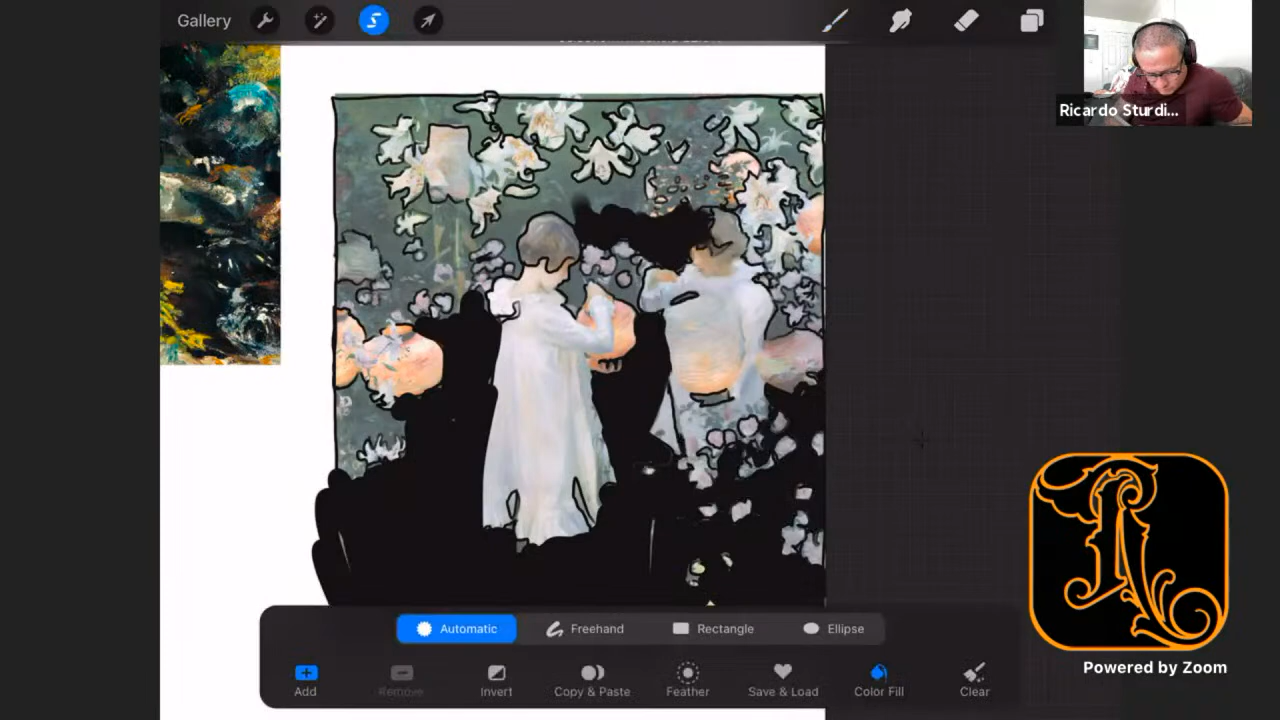 Gallery
Ricardo Sturdi...
Automatic Freehand Rectangle Ellipse
Add Remove Invert Copy & Paste Feather Save & Load Color Fill Clear
Powered by Zoom